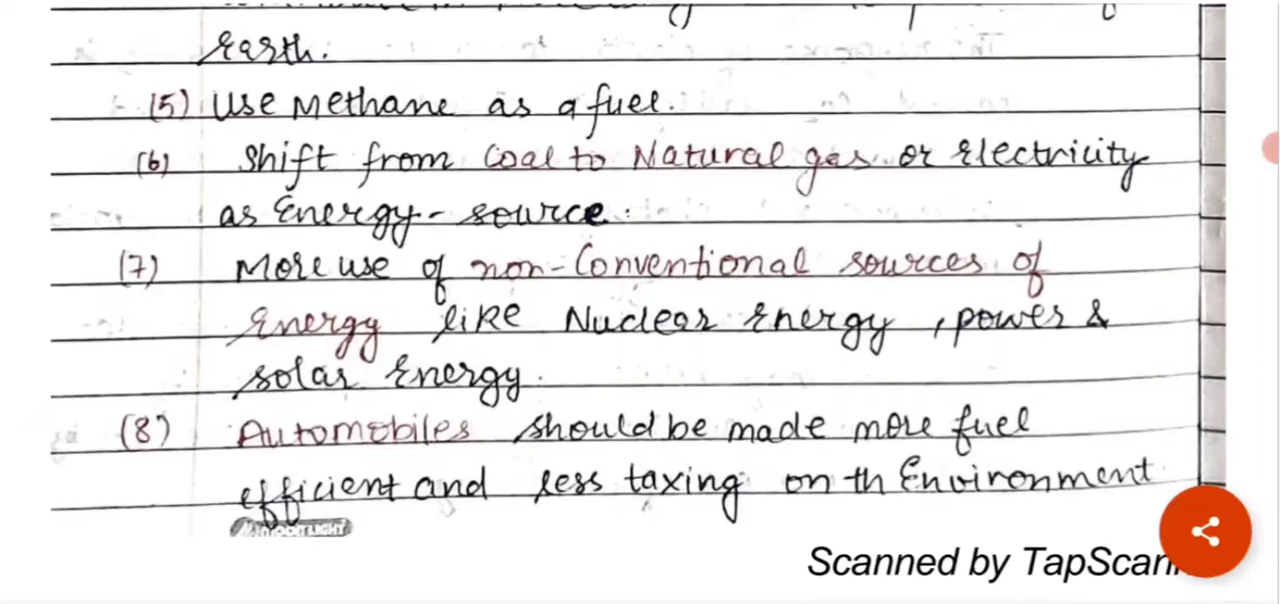 Earth.
(5) Use Methane as a fuel.
(6) Shift from Coal to Natural gas or Electricity
as Energy - source.
(7) More use of non-Conventional sources of
Energy like Nuclear Energy, power &
solar Energy.
(8) Automobiles should be made more fuel
efficient and less taxing on th Environment
Scanned by TapScan